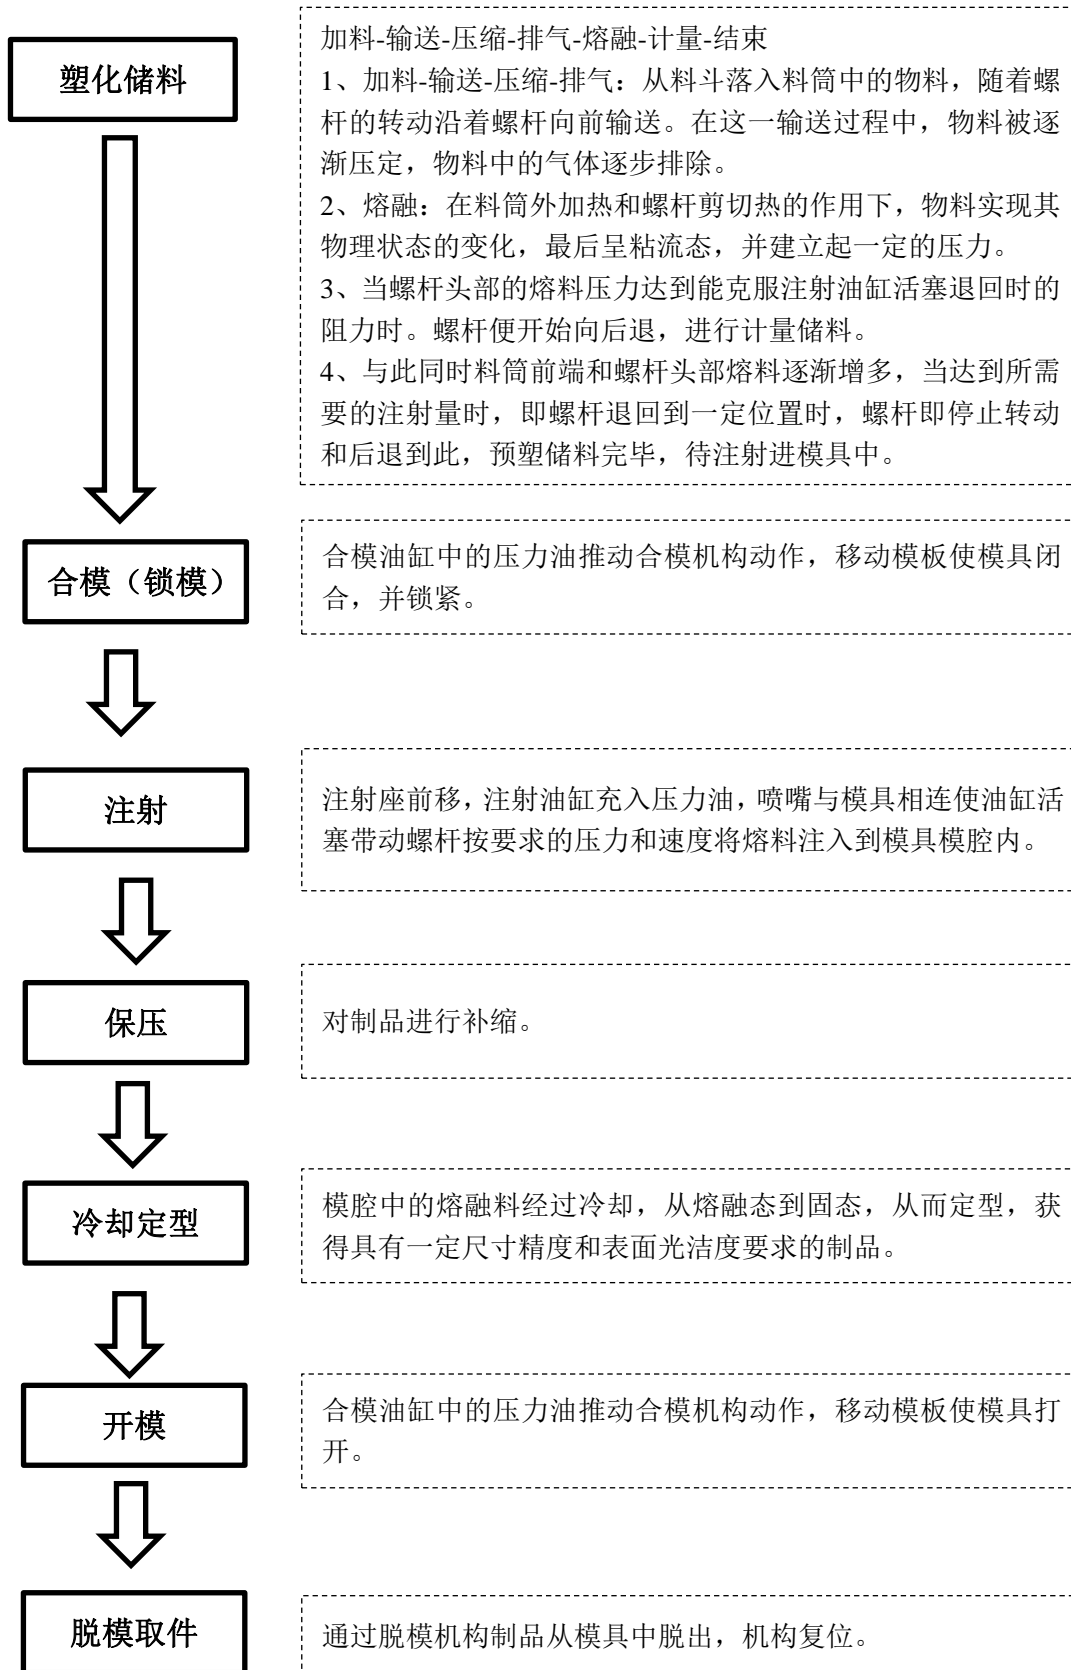 塑化储料
加料-输送-压缩-排气-熔融-计量-结束
1、加料-输送-压缩-排气：从料斗落入料筒中的物料，随着螺
杆的转动沿着螺杆向前输送。在这一输送过程中，物料被逐
渐压定，物料中的气体逐步排除。
2、熔融：在料筒外加热和螺杆剪切热的作用下，物料实现其
物理状态的变化，最后呈粘流态，并建立起一定的压力。
3、当螺杆头部的熔料压力达到能克服注射油缸活塞退回时的
阻力时。螺杆便开始向后退，进行计量储料。
4、与此同时料筒前端和螺杆头部熔料逐渐增多，当达到所需
要的注射量时，即螺杆退回到一定位置时，螺杆即停止转动
和后退到此，预塑储料完毕，待注射进模具中。
合模（锁模）
合模油缸中的压力油推动合模机构动作，移动模板使模具闭
合，并锁紧。
注射
注射座前移，注射油缸充入压力油，喷嘴与模具相连使油缸活
塞带动螺杆按要求的压力和速度将熔料注入到模具模腔内。
保压
对制品进行补缩。
冷却定型
模腔中的熔融料经过冷却，从熔融态到固态，从而定型，获
得具有一定尺寸精度和表面光洁度要求的制品。
开模
合模油缸中的压力油推动合模机构动作，移动模板使模具打
开。
脱模取件
通过脱模机构制品从模具中脱出，机构复位。